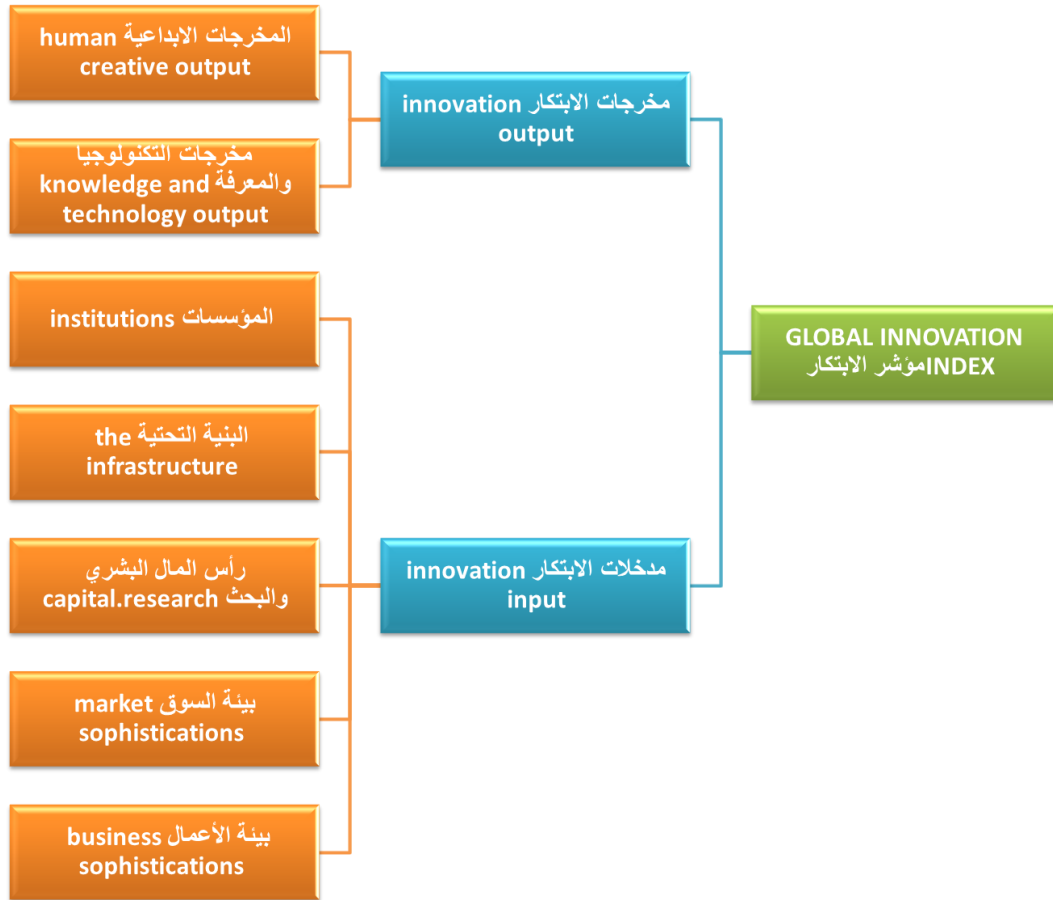 المخرجات الابداعية human
creative output
مخرجات التكنولوجيا
والمعرفة knowledge and
technology output
المؤسسات institutions
البنية التحتية the
infrastructure
رأس المال البشري
والبحث capital.research
بيئة السوق market
sophistications
بيئة الأعمال business
sophistications
مخرجات الابتكار innovation
output
مدخلات الابتكار innovation
input
GLOBAL INNOVATION
INDEXمؤشر الابتكار